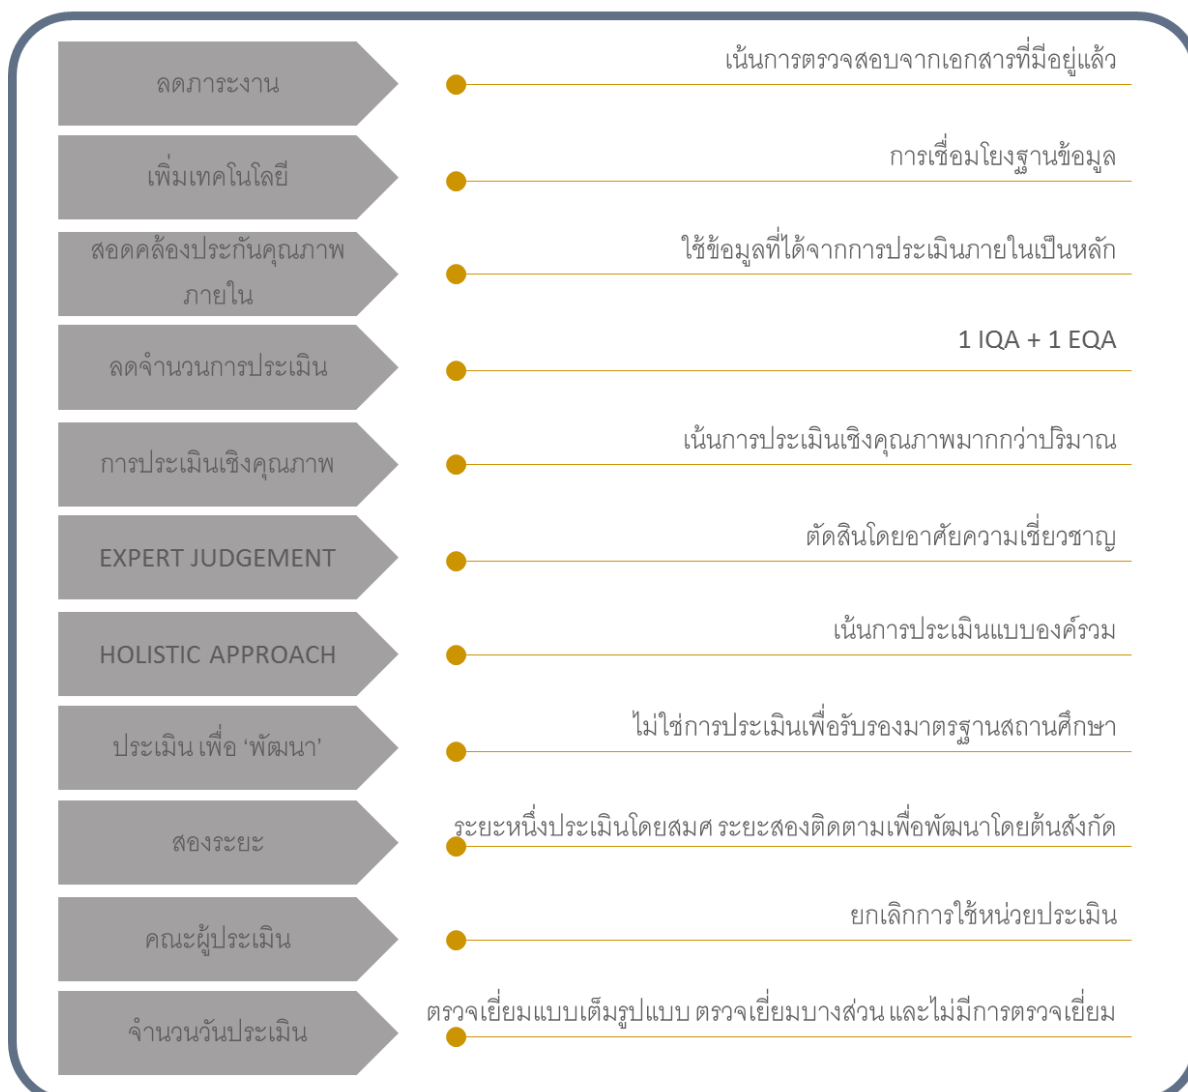 ลดภาระงาน
เน้นการตรวจสอบจากเอกสารที่มีอยู่แล้ว
เพิ่มเทคโนโลยี
การเชื่อมโยงฐานข้อมูล
สอดคล้องประกันคุณภาพ
ภายใน
ใช้ข้อมูลที่ได้จากการประเมินภายในเป็นหลัก
ลดจำนวนการประเมิน
1 IQA + 1 EQA
การประเมินเชิงคุณภาพ
เน้นการประเมินเชิงคุณภาพมากกว่าปริมาณ
EXPERT JUDGEMENT
ตัดสินโดยอาศัยความเชี่ยวชาญ
HOLISTIC APPROACH
เน้นการประเมินแบบองค์รวม
ประเมิน เพื่อ ‘พัฒนา’
ไม่ใช่การประเมินเพื่อรับรองมาตรฐานสถานศึกษา
สองระยะ
ระยะหนึ่งประเมินโดยสมศ ระยะสองติดตามเพื่อพัฒนาโดยต้นสังกัด
คณะผู้ประเมิน
ยกเลิกการใช้หน่วยประเมิน
จำนวนวันประเมิน
ตรวจเยี่ยมแบบเต็มรูปแบบ ตรวจเยี่ยมบางส่วน และไม่มีการตรวจเยี่ยม